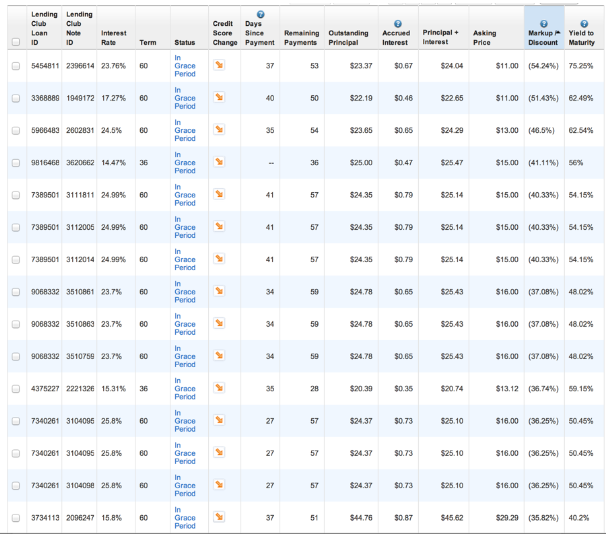 Lending Club Loan ID Lending Club Note ID Interest Rate Term Status Credit Score Change Days Since Payment Remaining Payments Outstanding Principal Accrued Interest Principal + Interest Asking Price Markup / Discount Yield to Maturity
5454811 2396614 23.76% 60 In Grace Period 37 53 $23.37 $0.67 $24.04 $11.00 (54.24%) 75.25%
3368889 1949172 17.27% 60 In Grace Period 40 50 $22.19 $0.46 $22.65 $11.00 (51.43%) 62.49%
5966483 2602831 24.5% 60 In Grace Period 35 54 $23.65 $0.65 $24.29 $13.00 (46.5%) 62.54%
9816468 3620662 14.47% 36 In Grace Period -- 36 $25.00 $0.47 $25.47 $15.00 (41.11%) 56%
7389501 3111811 24.99% 60 In Grace Period 41 57 $24.35 $0.79 $25.14 $15.00 (40.33%) 54.15%
7389501 3112005 24.99% 60 In Grace Period 41 57 $24.35 $0.79 $25.14 $15.00 (40.33%) 54.15%
7389501 3112014 24.99% 60 In Grace Period 41 57 $24.35 $0.79 $25.14 $15.00 (40.33%) 54.15%
9068332 3510861 23.7% 60 In Grace Period 34 59 $24.78 $0.65 $25.43 $16.00 (37.08%) 48.02%
9068332 3510863 23.7% 60 In Grace Period 34 59 $24.78 $0.65 $25.43 $16.00 (37.08%) 48.02%
9068332 3510759 23.7% 60 In Grace Period 34 59 $24.78 $0.65 $25.43 $16.00 (37.08%) 48.02%
4375227 2221326 15.31% 36 In Grace Period 35 28 $20.39 $0.35 $20.74 $13.12 (36.74%) 59.15%
7340261 3104095 25.8% 60 In Grace Period 27 57 $24.37 $0.73 $25.10 $16.00 (36.25%) 50.45%
7340261 3104095 25.8% 60 In Grace Period 27 57 $24.37 $0.73 $25.10 $16.00 (36.25%) 50.45%
7340261 3104098 25.8% 60 In Grace Period 27 57 $24.37 $0.73 $25.10 $16.00 (36.25%) 50.45%
3734113 2096247 15.8% 60 In Grace Period 37 51 $44.76 $0.87 $45.62 $29.29 (35.82%) 40.2%